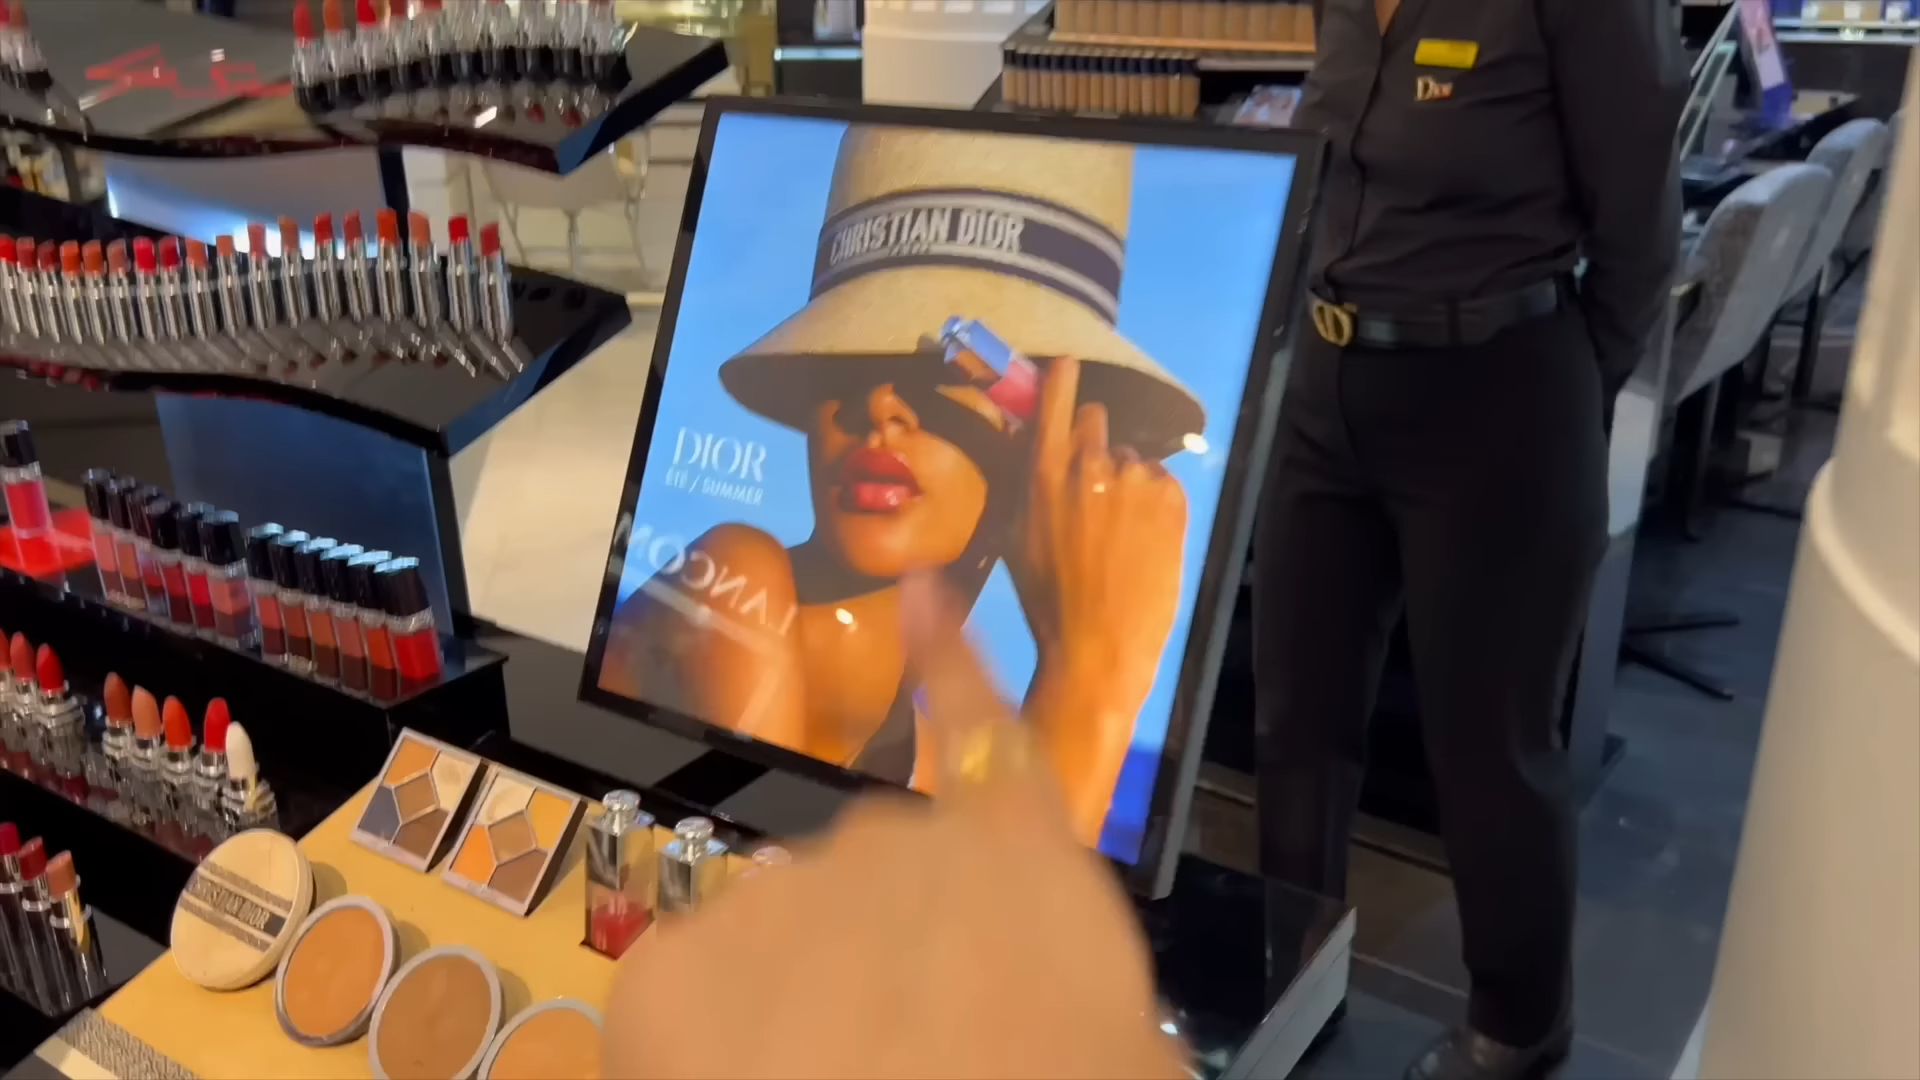 Dior
CHRISTIAN DIOR
DIOR
ÉTÉ / SUMMER
LANCOM
CHRISTIAN DIOR